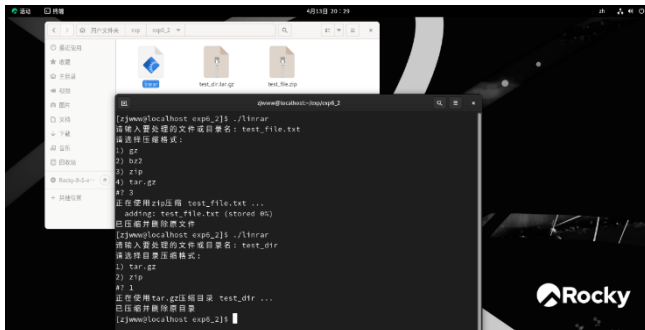 活动
终端
4月13日 20：29
zh
用户文件夹
exp
exp6_2
最近使用
收藏
主目录
视频
图片
文档
下载
音乐
回收站
其他位置
linrar
test_dir.tar.gz
test_file.zip
zjwww@localhost:~/exp/exp6_2
[zjwww@localhost exp6_2]$ ./linrar
请输入要处理的文件或目录名: test_file.txt
请选择压缩格式:
1) gz
2) bz2
3) zip
4) tar.gz
#? 3
正在使用zip压缩 test_file.txt ...
adding: test_file.txt (stored 0%)
已压缩并删除原文件
[zjwww@localhost exp6_2]$ ./linrar
请输入要处理的文件或目录名: test_dir
请选择目录压缩格式:
1) tar.gz
2) zip
#? 1
正在使用tar.gz压缩目录 test_dir ...
已压缩并删除原目录
[zjwww@localhost exp6_2]$
Rocky